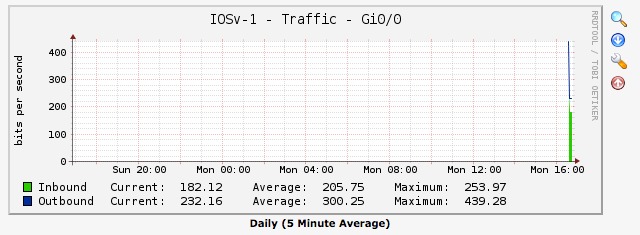 IOSv-1 - Traffic - Gi0/0
RRDTOOL / TOBI OETIKER
bits per second
400
300
200
100
0
Sun 20:00 Mon 00:00 Mon 04:00 Mon 08:00 Mon 12:00 Mon 16:00
Inbound Current: 182.12 Average: 205.75 Maximum: 253.97
Outbound Current: 232.16 Average: 300.25 Maximum: 439.28
Daily (5 Minute Average)